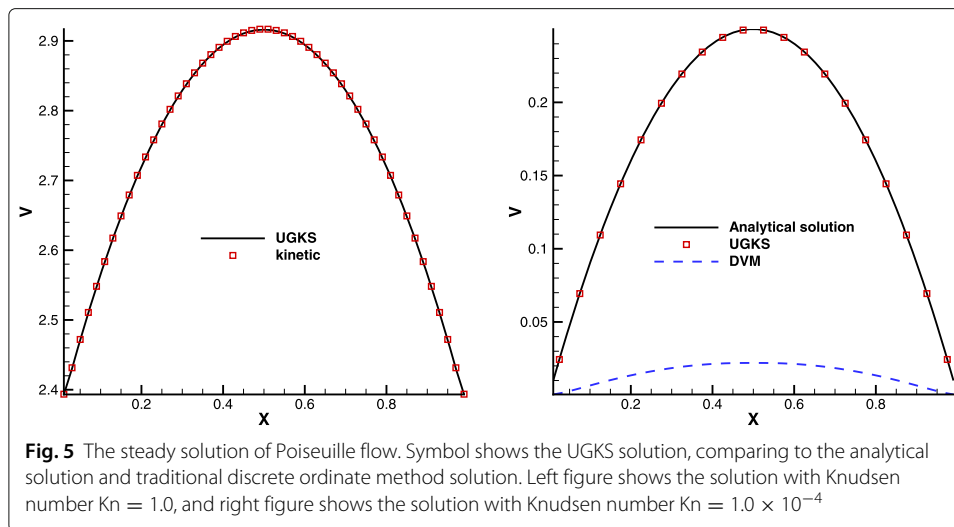 2.9
2.8
2.7
2.6
2.5
2.4
V
0.2 0.4 0.6 0.8
X
UGKS
kinetic
0.2
0.15
0.1
0.05
V
0.2 0.4 0.6 0.8
X
Analytical solution
UGKS
DVM
Fig. 5 The steady solution of Poiseuille flow. Symbol shows the UGKS solution, comparing to the analytical
solution and traditional discrete ordinate method solution. Left figure shows the solution with Knudsen
number Kn = 1.0, and right figure shows the solution with Knudsen number Kn = 1.0 × 10⁻⁴